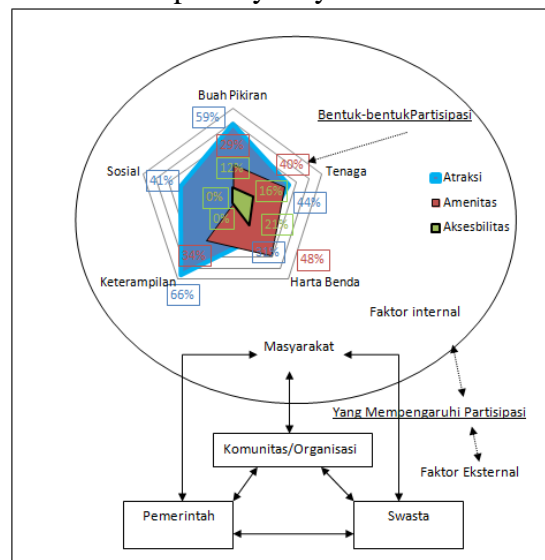 Buah Pikiran
59%
29%
12%
Bentuk-bentukPartisipasi
40%
Sosial
Tenaga
41%
16%
44%
0%
0%
21%
Atraksi
Amenitas
Aksesbilitas
34%
48%
Keterampilan
Harta Benda
66%
Faktor internal
Masyarakat
Yang Mempengaruhi Partisipasi
Komunitas/Organisasi
Faktor Eksternal
Pemerintah
Swasta